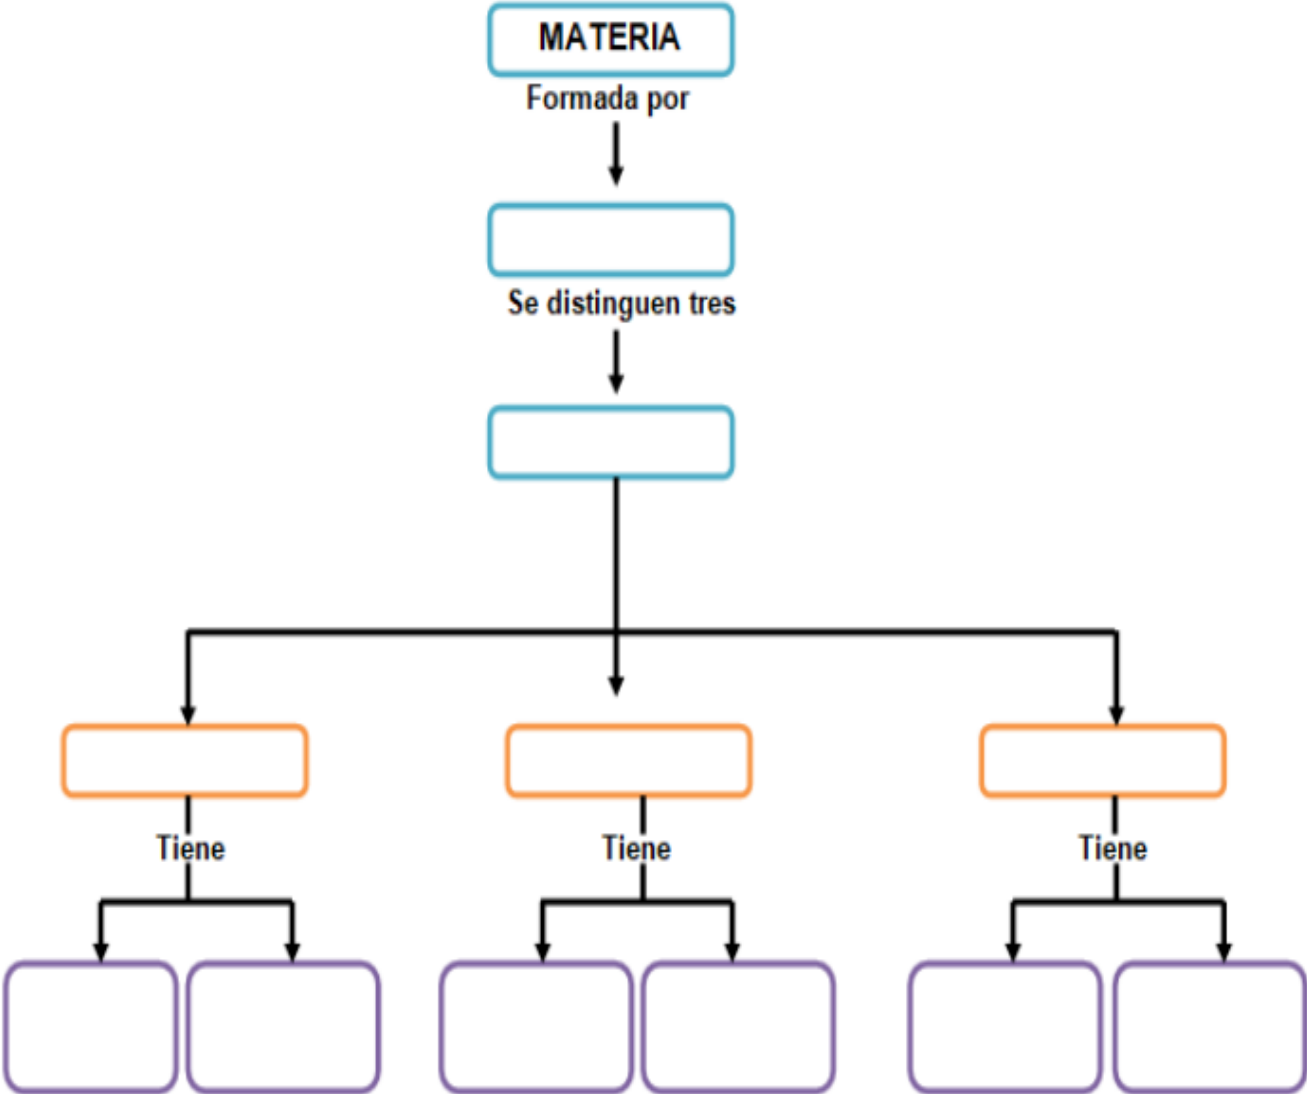 MATERIA
Formada por
Se distinguen tres
Tiene
Tiene
Tiene